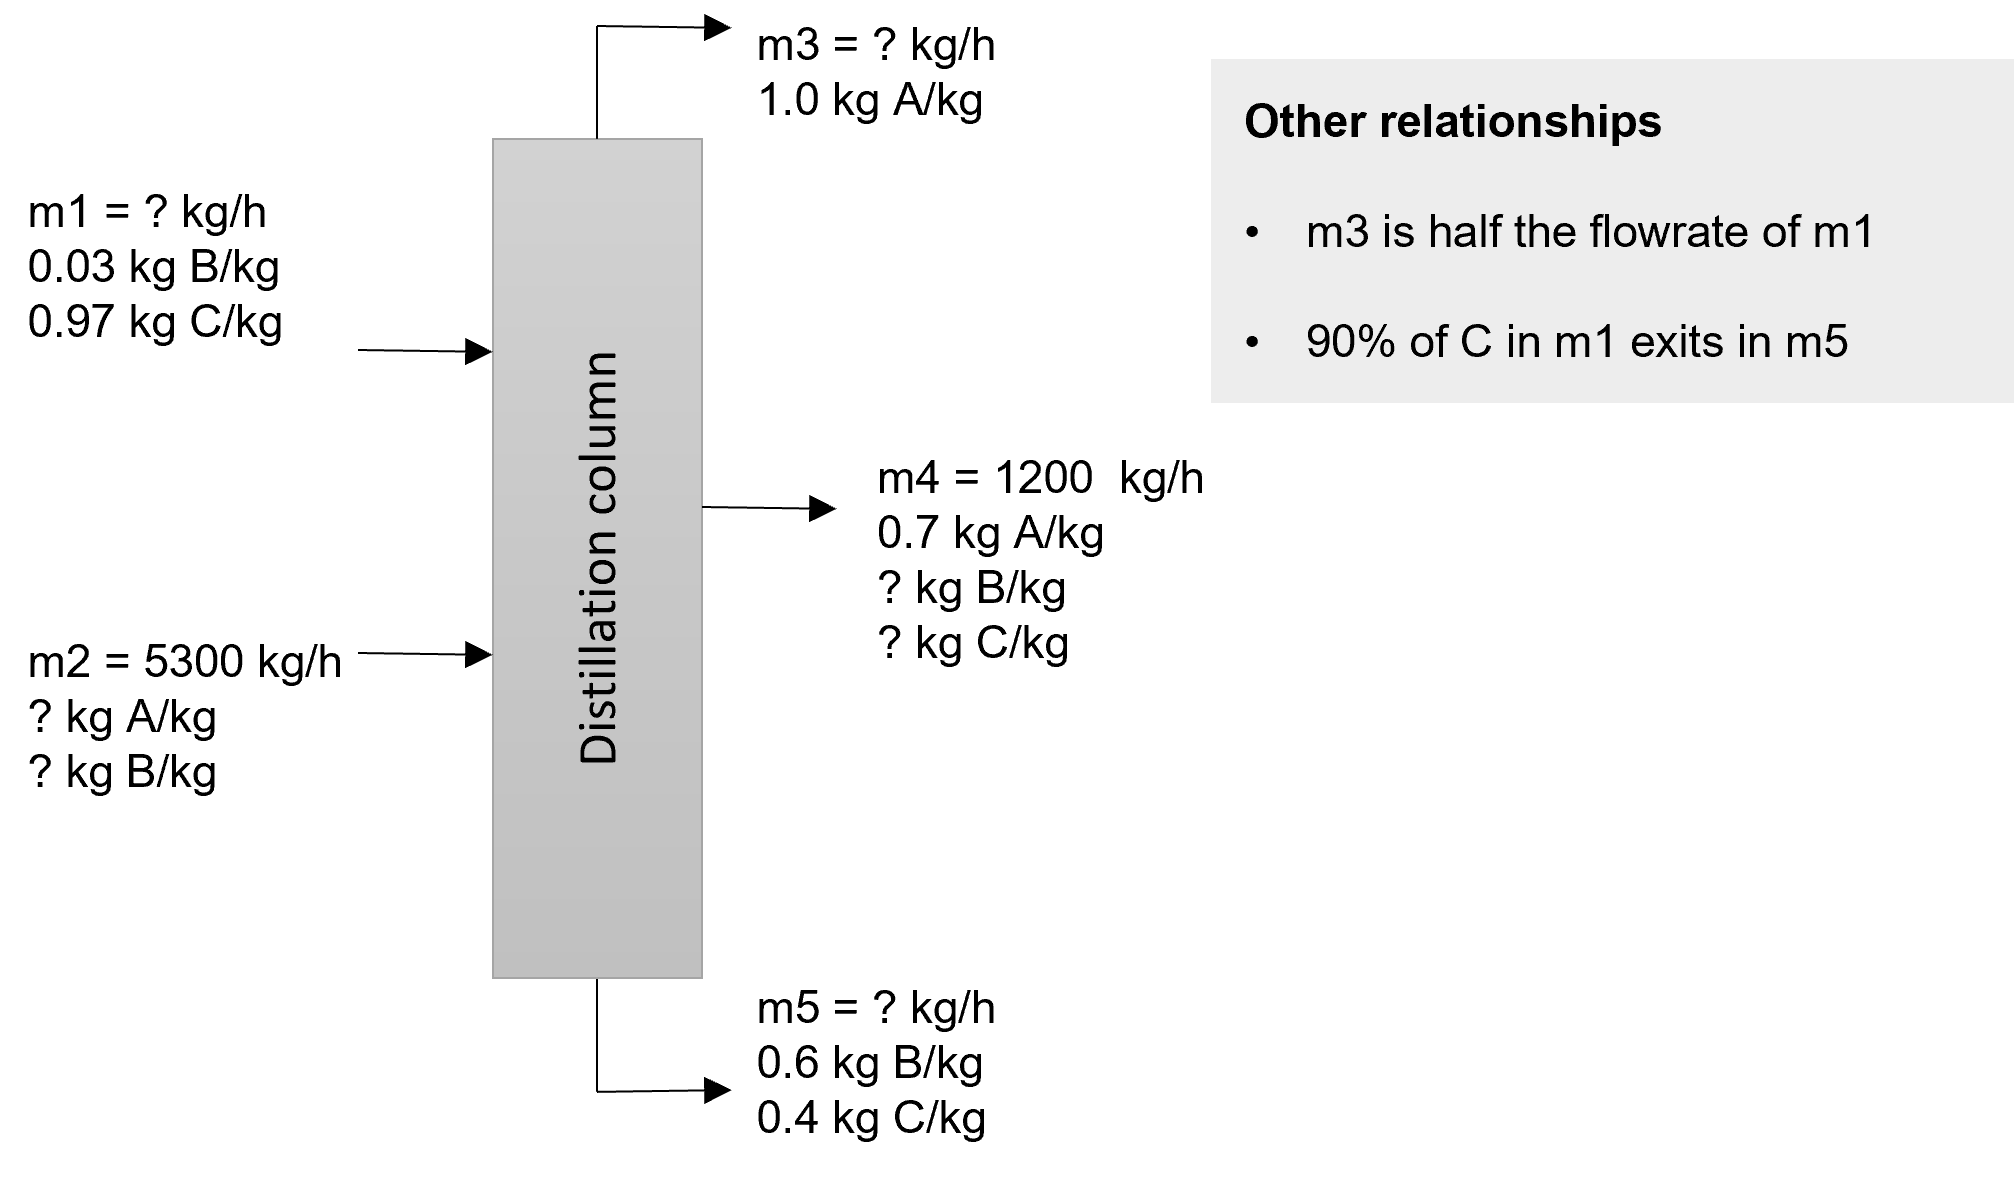 m3 = ? kg/h
1.0 kg A/kg
Other relationships
• m3 is half the flowrate of m1
• 90% of C in m1 exits in m5
m1 = ? kg/h
0.03 kg B/kg
0.97 kg C/kg
Distillation column
m4 = 1200 kg/h
0.7 kg A/kg
? kg B/kg
? kg C/kg
m2 = 5300 kg/h
? kg A/kg
? kg B/kg
m5 = ? kg/h
0.6 kg B/kg
0.4 kg C/kg